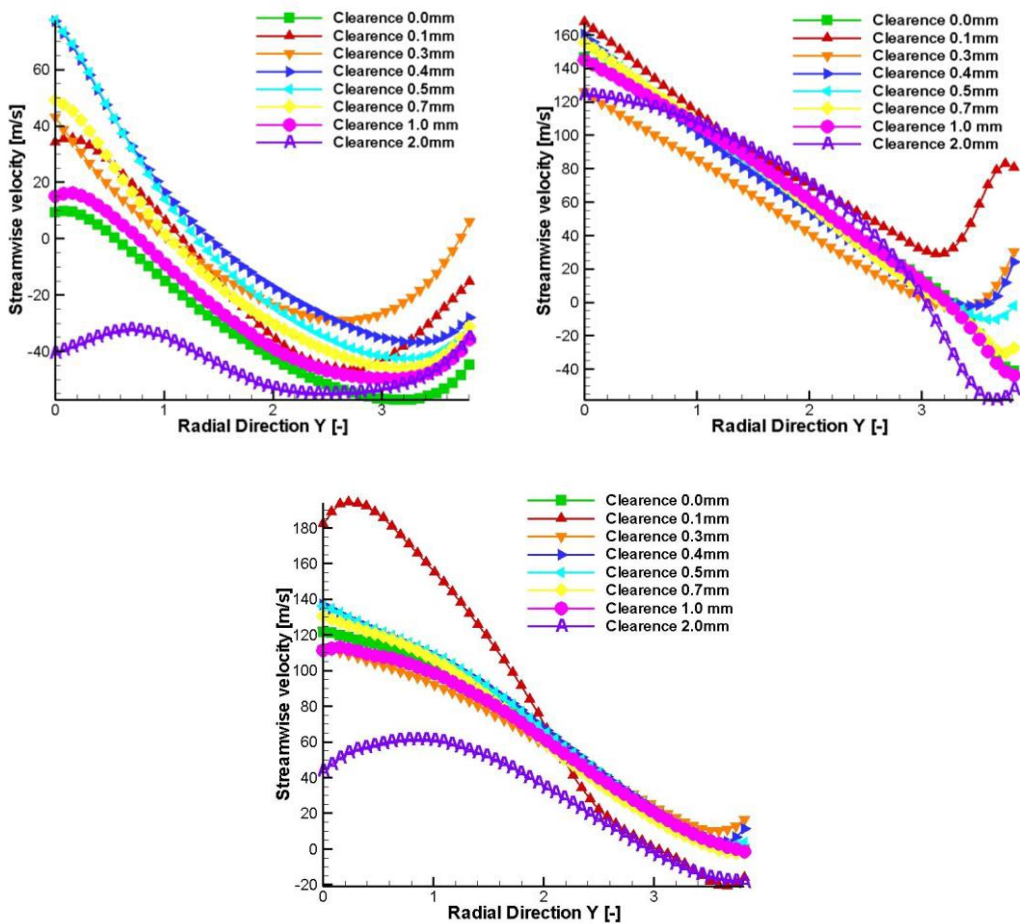 Clearence 0.0mm
Clearence 0.1mm
Clearence 0.3mm
Clearence 0.4mm
Clearence 0.5mm
Clearence 0.7mm
Clearence 1.0 mm
Clearence 2.0mm
Streamwise velocity [m/s]
60
40
20
0
-20
-40
0
1
2
3
Radial Direction Y [-]
Clearence 0.0mm
Clearence 0.1mm
Clearence 0.3mm
Clearence 0.4mm
Clearence 0.5mm
Clearence 0.7mm
Clearence 1.0 mm
Clearence 2.0mm
Streamwise velocity [m/s]
160
140
120
100
80
60
40
20
0
-20
-40
0
1
2
3
Radial Direction Y [-]
Clearence 0.0mm
Clearence 0.1mm
Clearence 0.3mm
Clearence 0.4mm
Clearence 0.5mm
Clearence 0.7mm
Clearence 1.0 mm
Clearence 2.0mm
Streamwise velocity [m/s]
180
160
140
120
100
80
60
40
20
0
-20
0
1
2
3
Radial Direction Y [-]